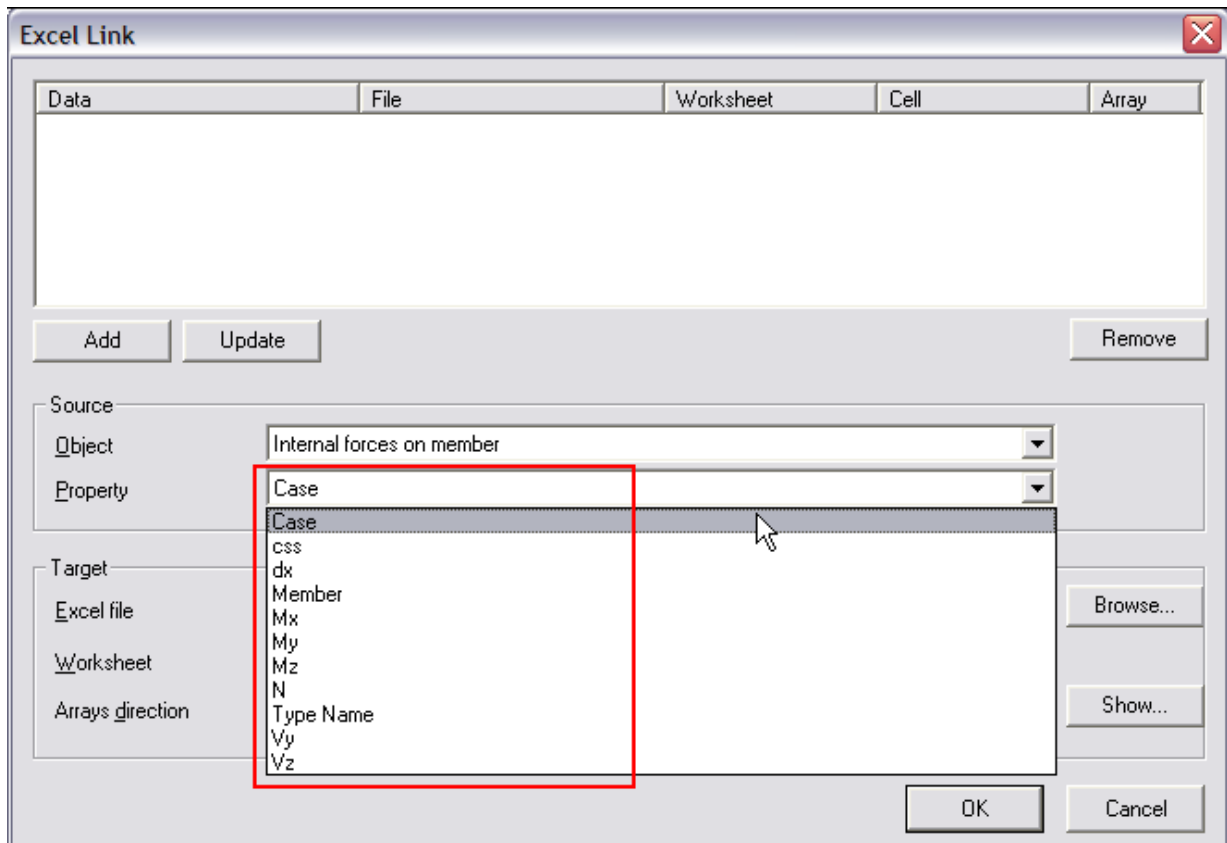 Excel Link
Data File Worksheet Cell Array
Add Update Remove
Source
Object Internal forces on member
Property Case
Case
css
dx
Target
Member
Excel file Browse...
Mx
My
Worksheet Mz
N
Arrays direction Type Name Show...
Vy
Vz
OK Cancel